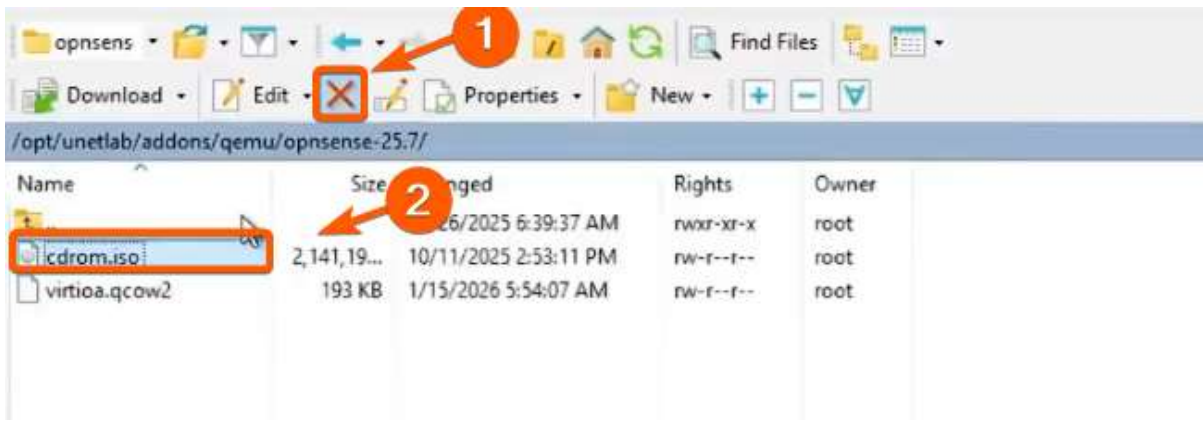 opnsens
1
Find Files
Download
Edit
Properties
New
/opt/unetlab/addons/qemu/opnsense-25.7/
Name Size nged Rights Owner
2
.. 26/2025 6:39:37 AM rwxr-xr-x root
cdrom.iso 2,141,19... 10/11/2025 2:53:11 PM rw-r--r-- root
virtioa.qcow2 193 KB 1/15/2026 5:54:07 AM rw-r--r-- root